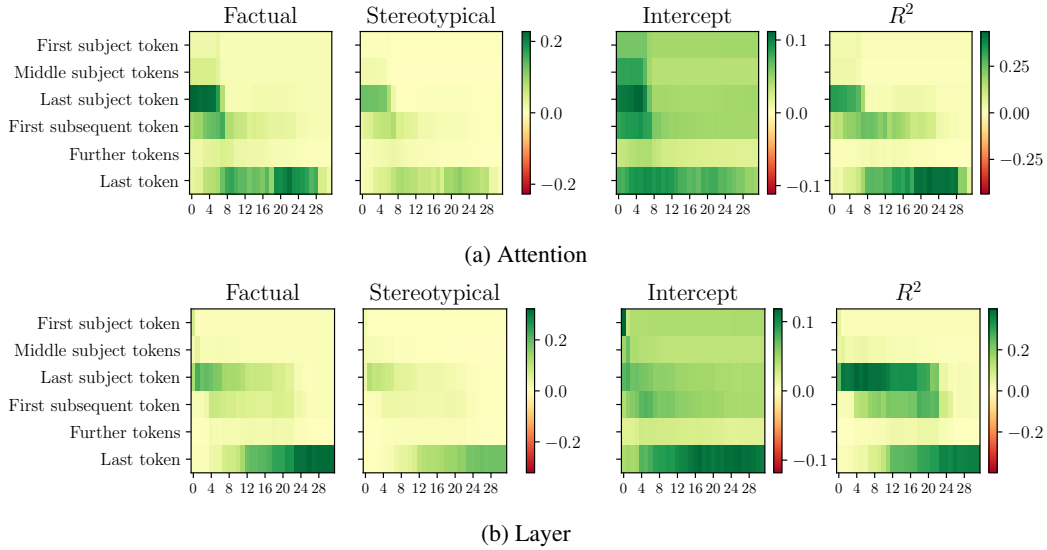 Factual Stereotypical Intercept R²
First subject token
Middle subject tokens
Last subject token
First subsequent token
Further tokens
Last token
0.2
0.0
−0.2
0.1
0.0
−0.1
0.25
0.00
−0.25
0 4 8 12 16 20 24 28 0 4 8 12 16 20 24 28 0 4 8 12 16 20 24 28 0 4 8 12 16 20 24 28
(a) Attention
Factual Stereotypical Intercept R²
First subject token
Middle subject tokens
Last subject token
First subsequent token
Further tokens
Last token
0.2
0.0
−0.2
0.1
0.0
−0.1
0.2
0.0
−0.2
0 4 8 12 16 20 24 28 0 4 8 12 16 20 24 28 0 4 8 12 16 20 24 28 0 4 8 12 16 20 24 28
(b) Layer